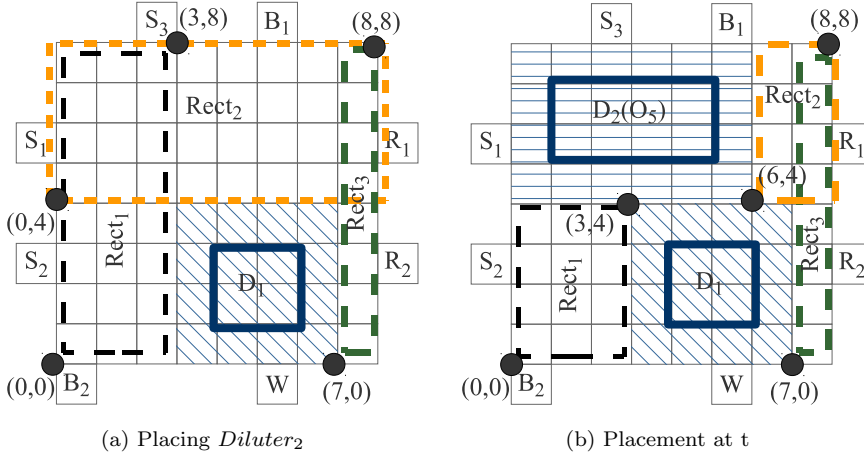 S3 (3,8) B1 (8,8)
Rect2
S1 R1
(0,4) Rect3
Rect1
S2 D1 R2
(0,0) B2 W (7,0)
(a) Placing Diluter2
S3 B1 (8,8)
D2(O5) Rect2
S1 R1
(6,4)
(3,4) Rect3
S2 Rect1 D1 R2
(0,0) B2 W (7,0)
(b) Placement at t